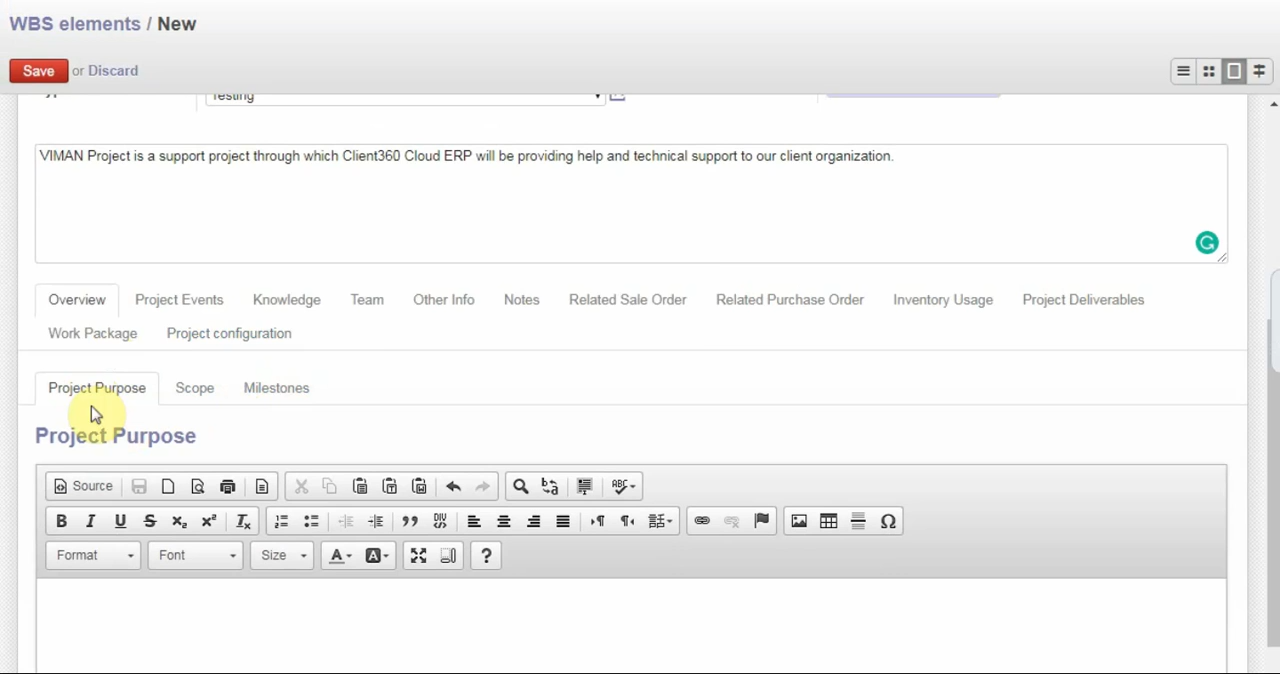 WBS elements / New
Save or Discard
Testing
VIMAN Project is a support project through which Client360 Cloud ERP will be providing help and technical support to our client organization.
Overview Project Events Knowledge Team Other Info Notes Related Sale Order Related Purchase Order Inventory Usage Project Deliverables
Work Package Project configuration
Project Purpose Scope Milestones
Project Purpose
Source
Format Font Size